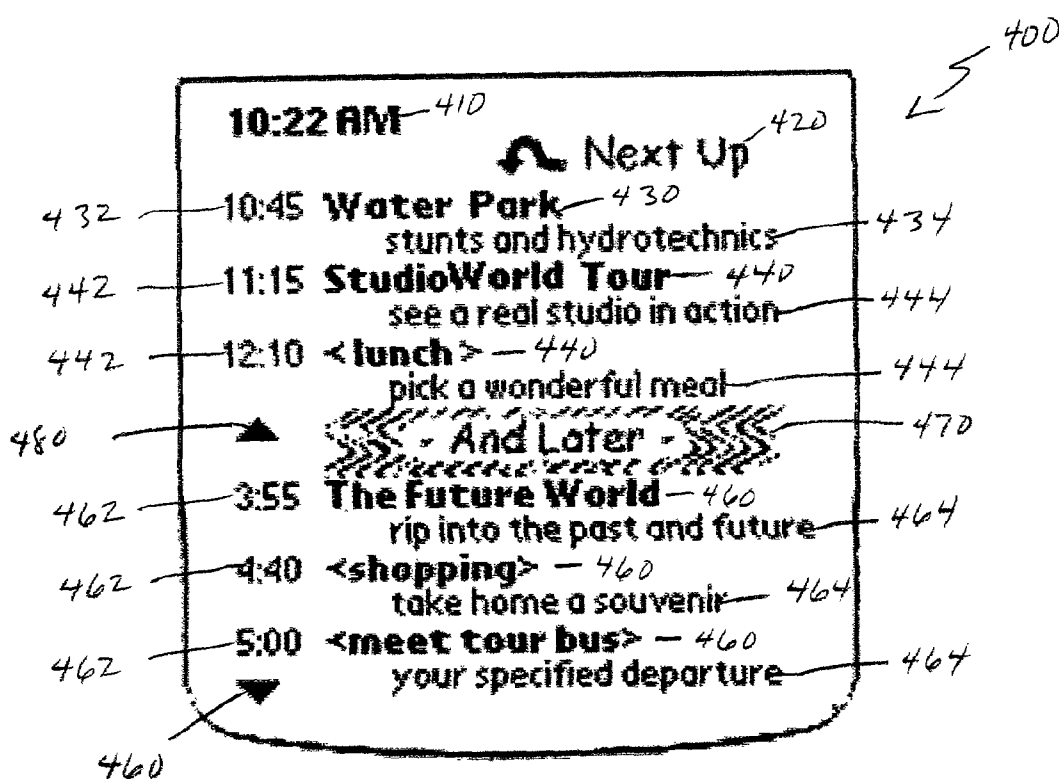 400
10:22 AM 410
Next Up 420
432 10:45 Water Park 430
stunts and hydrotechnics 434
442 11:15 StudioWorld Tour 440
see a real studio in action 444
442 12:10 <lunch> 440
pick a wonderful meal 444
480 - And Later - 470
462 3:55 The Future World 460
rip into the past and future 464
462 4:40 <shopping> 460
take home a souvenir 464
462 5:00 <meet tour bus> 460
your specified departure 464
460